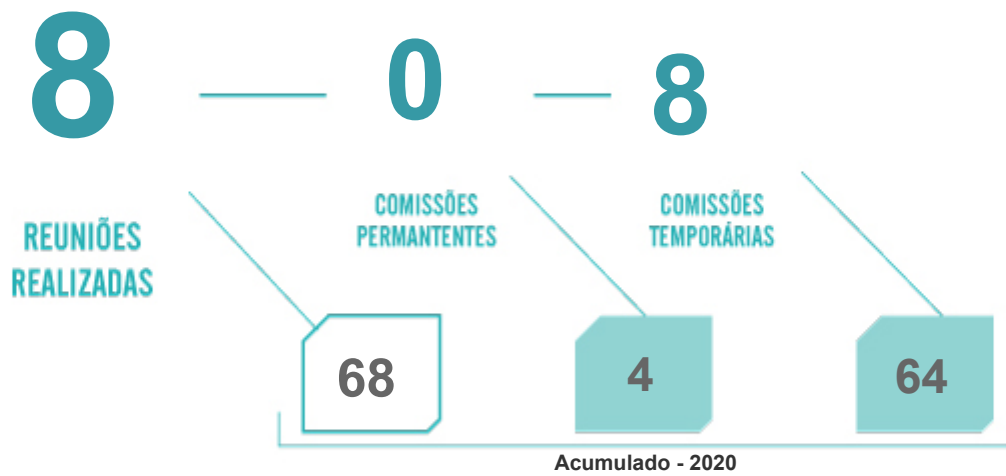 8
0
8
REUNIÕES
REALIZADAS
COMISSÕES
PERMANTENTES
COMISSÕES
TEMPORÁRIAS
68
4
64
Acumulado - 2020